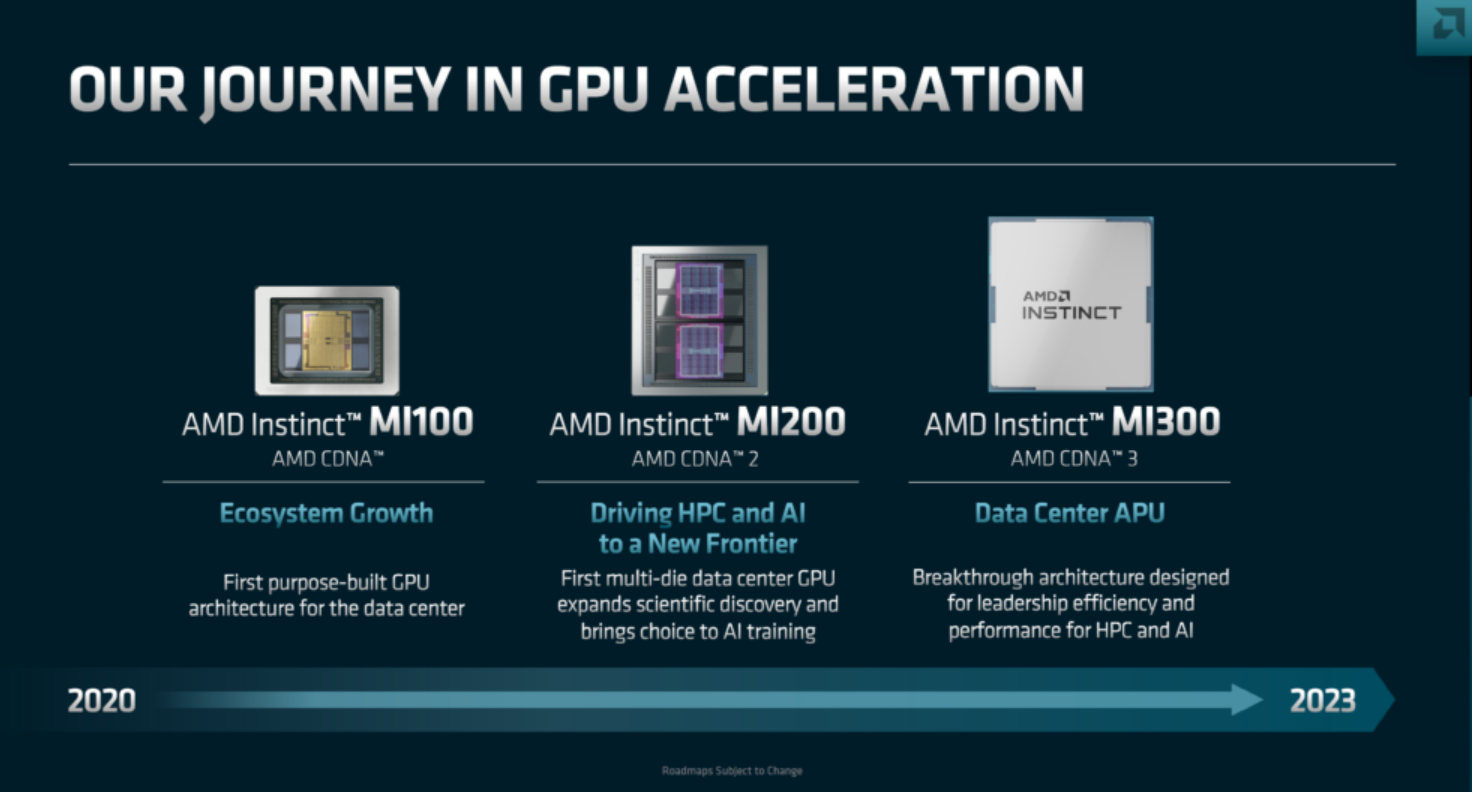 OUR JOURNEY IN GPU ACCELERATION
AMD
INSTINCT
AMD Instinct™ MI100
AMD CDNA™
Ecosystem Growth
First purpose-built GPU
architecture for the data center
AMD Instinct™ MI200
AMD CDNA™ 2
Driving HPC and AI
to a New Frontier
First multi-die data center GPU
expands scientific discovery and
brings choice to AI training
AMD Instinct™ MI300
AMD CDNA™ 3
Data Center APU
Breakthrough architecture designed
for leadership efficiency and
performance for HPC and AI
2020
2023
Roadmaps Subject to Change